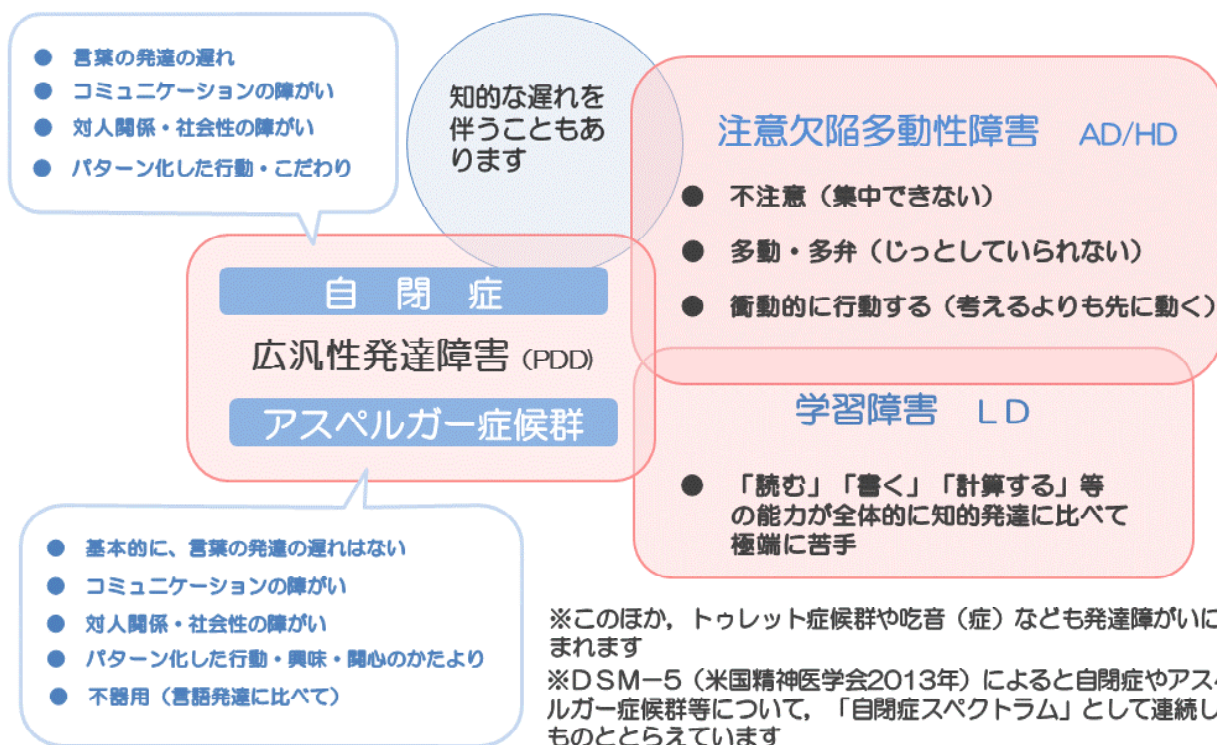 ● 言葉の発達の遅れ
● コミュニケーションの障がい
● 対人関係・社会性の障がい
● パターン化した行動・こだわり
知的な遅れを
伴うこともあ
ります
注意欠陥多動性障害 AD/HD
● 不注意（集中できない）
● 多動・多弁（じっとしていられない）
● 衝動的に行動する（考えるよりも先に動く）
自 閉 症
広汎性発達障害（PDD）
アスペルガー症候群
学習障害 ＬＤ
● 「読む」「書く」「計算する」等
の能力が全体的に知的発達に比べて
極端に苦手
● 基本的に、言葉の発達の遅れはない
● コミュニケーションの障がい
● 対人関係・社会性の障がい
● パターン化した行動・興味・関心のかたより
● 不器用（言語発達に比べて）
※このほか，トゥレット症候群や吃音（症）なども発達障がいに
まれます
※ＤＳＭ－5（米国精神医学会2013年）によると自閉症やアスペ
ルガー症候群等について，「自閉症スペクトラム」として連続し
ものととらえています